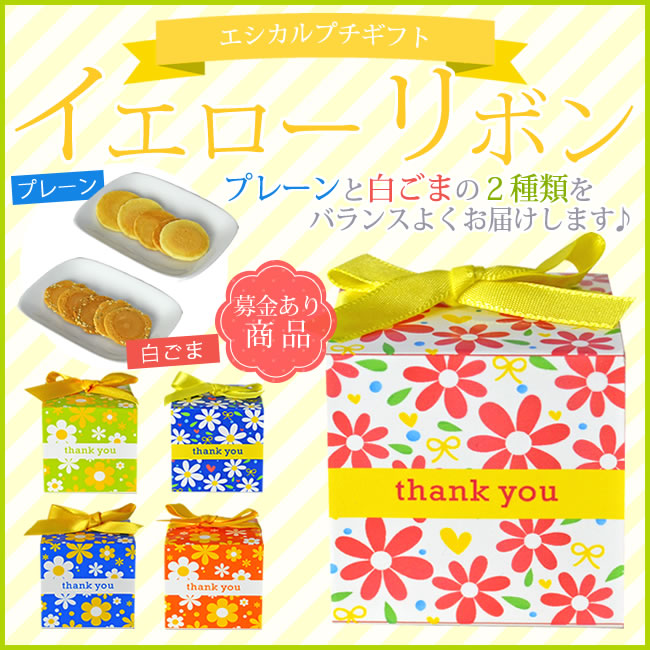 エシカルプチギフト
イエローリボン
プレーン
プレーンと白ごまの2種類を
バランスよくお届けします♪
募金あり
商品
白ごま
thank you
thank you
thank you
thank you
thank you